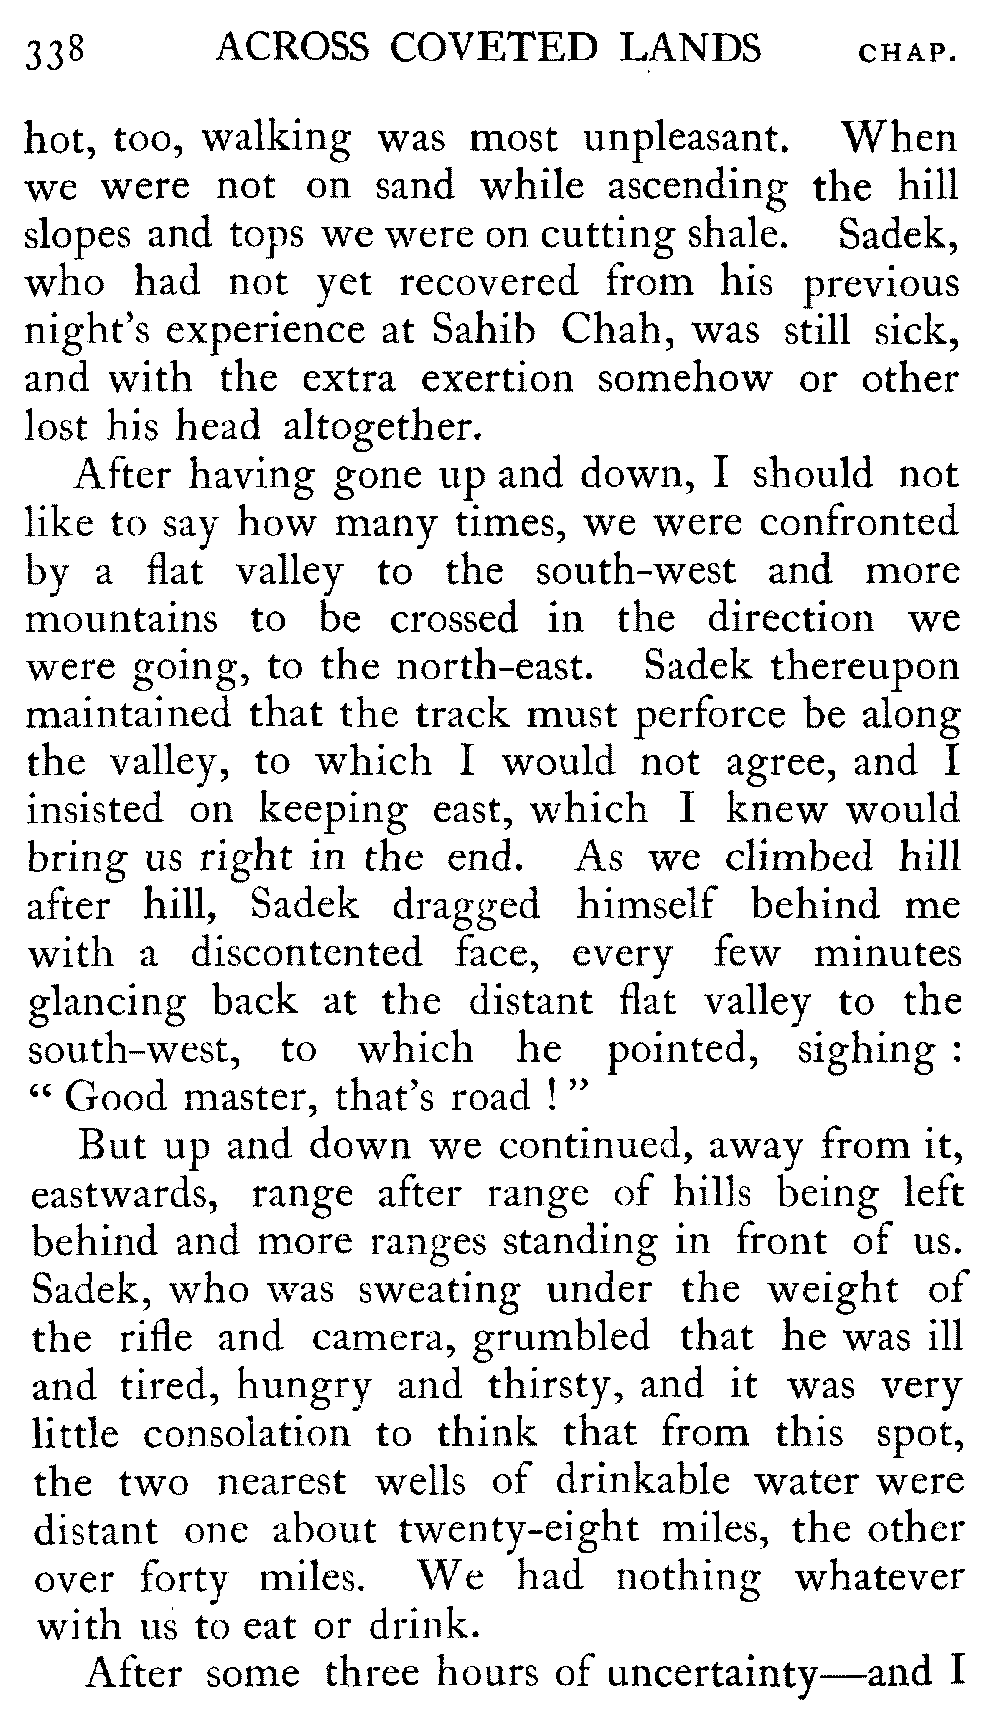 338 ACROSS COVETED LANDS CHAP.
hot, too, walking was most unpleasant. When
we were not on sand while ascending the hill
slopes and tops we were on cutting shale. Sadek,
who had not yet recovered from his previous
night's experience at Sahib Chah, was still sick,
and with the extra exertion somehow or other
lost his head altogether.
After having gone up and down, I should not
like to say how many times, we were confronted
by a flat valley to the south-west and more
mountains to be crossed in the direction we
were going, to the north-east. Sadek thereupon
maintained that the track must perforce be along
the valley, to which I would not agree, and I
insisted on keeping east, which I knew would
bring us right in the end. As we climbed hill
after hill, Sadek dragged himself behind me
with a discontented face, every few minutes
glancing back at the distant flat valley to the
south-west, to which he pointed, sighing :
“ Good master, that's road ! ”
But up and down we continued, away from it,
eastwards, range after range of hills being left
behind and more ranges standing in front of us.
Sadek, who was sweating under the weight of
the rifle and camera, grumbled that he was ill
and tired, hungry and thirsty, and it was very
little consolation to think that from this spot,
the two nearest wells of drinkable water were
distant one about twenty-eight miles, the other
over forty miles. We had nothing whatever
with us to eat or drink.
After some three hours of uncertainty—and I